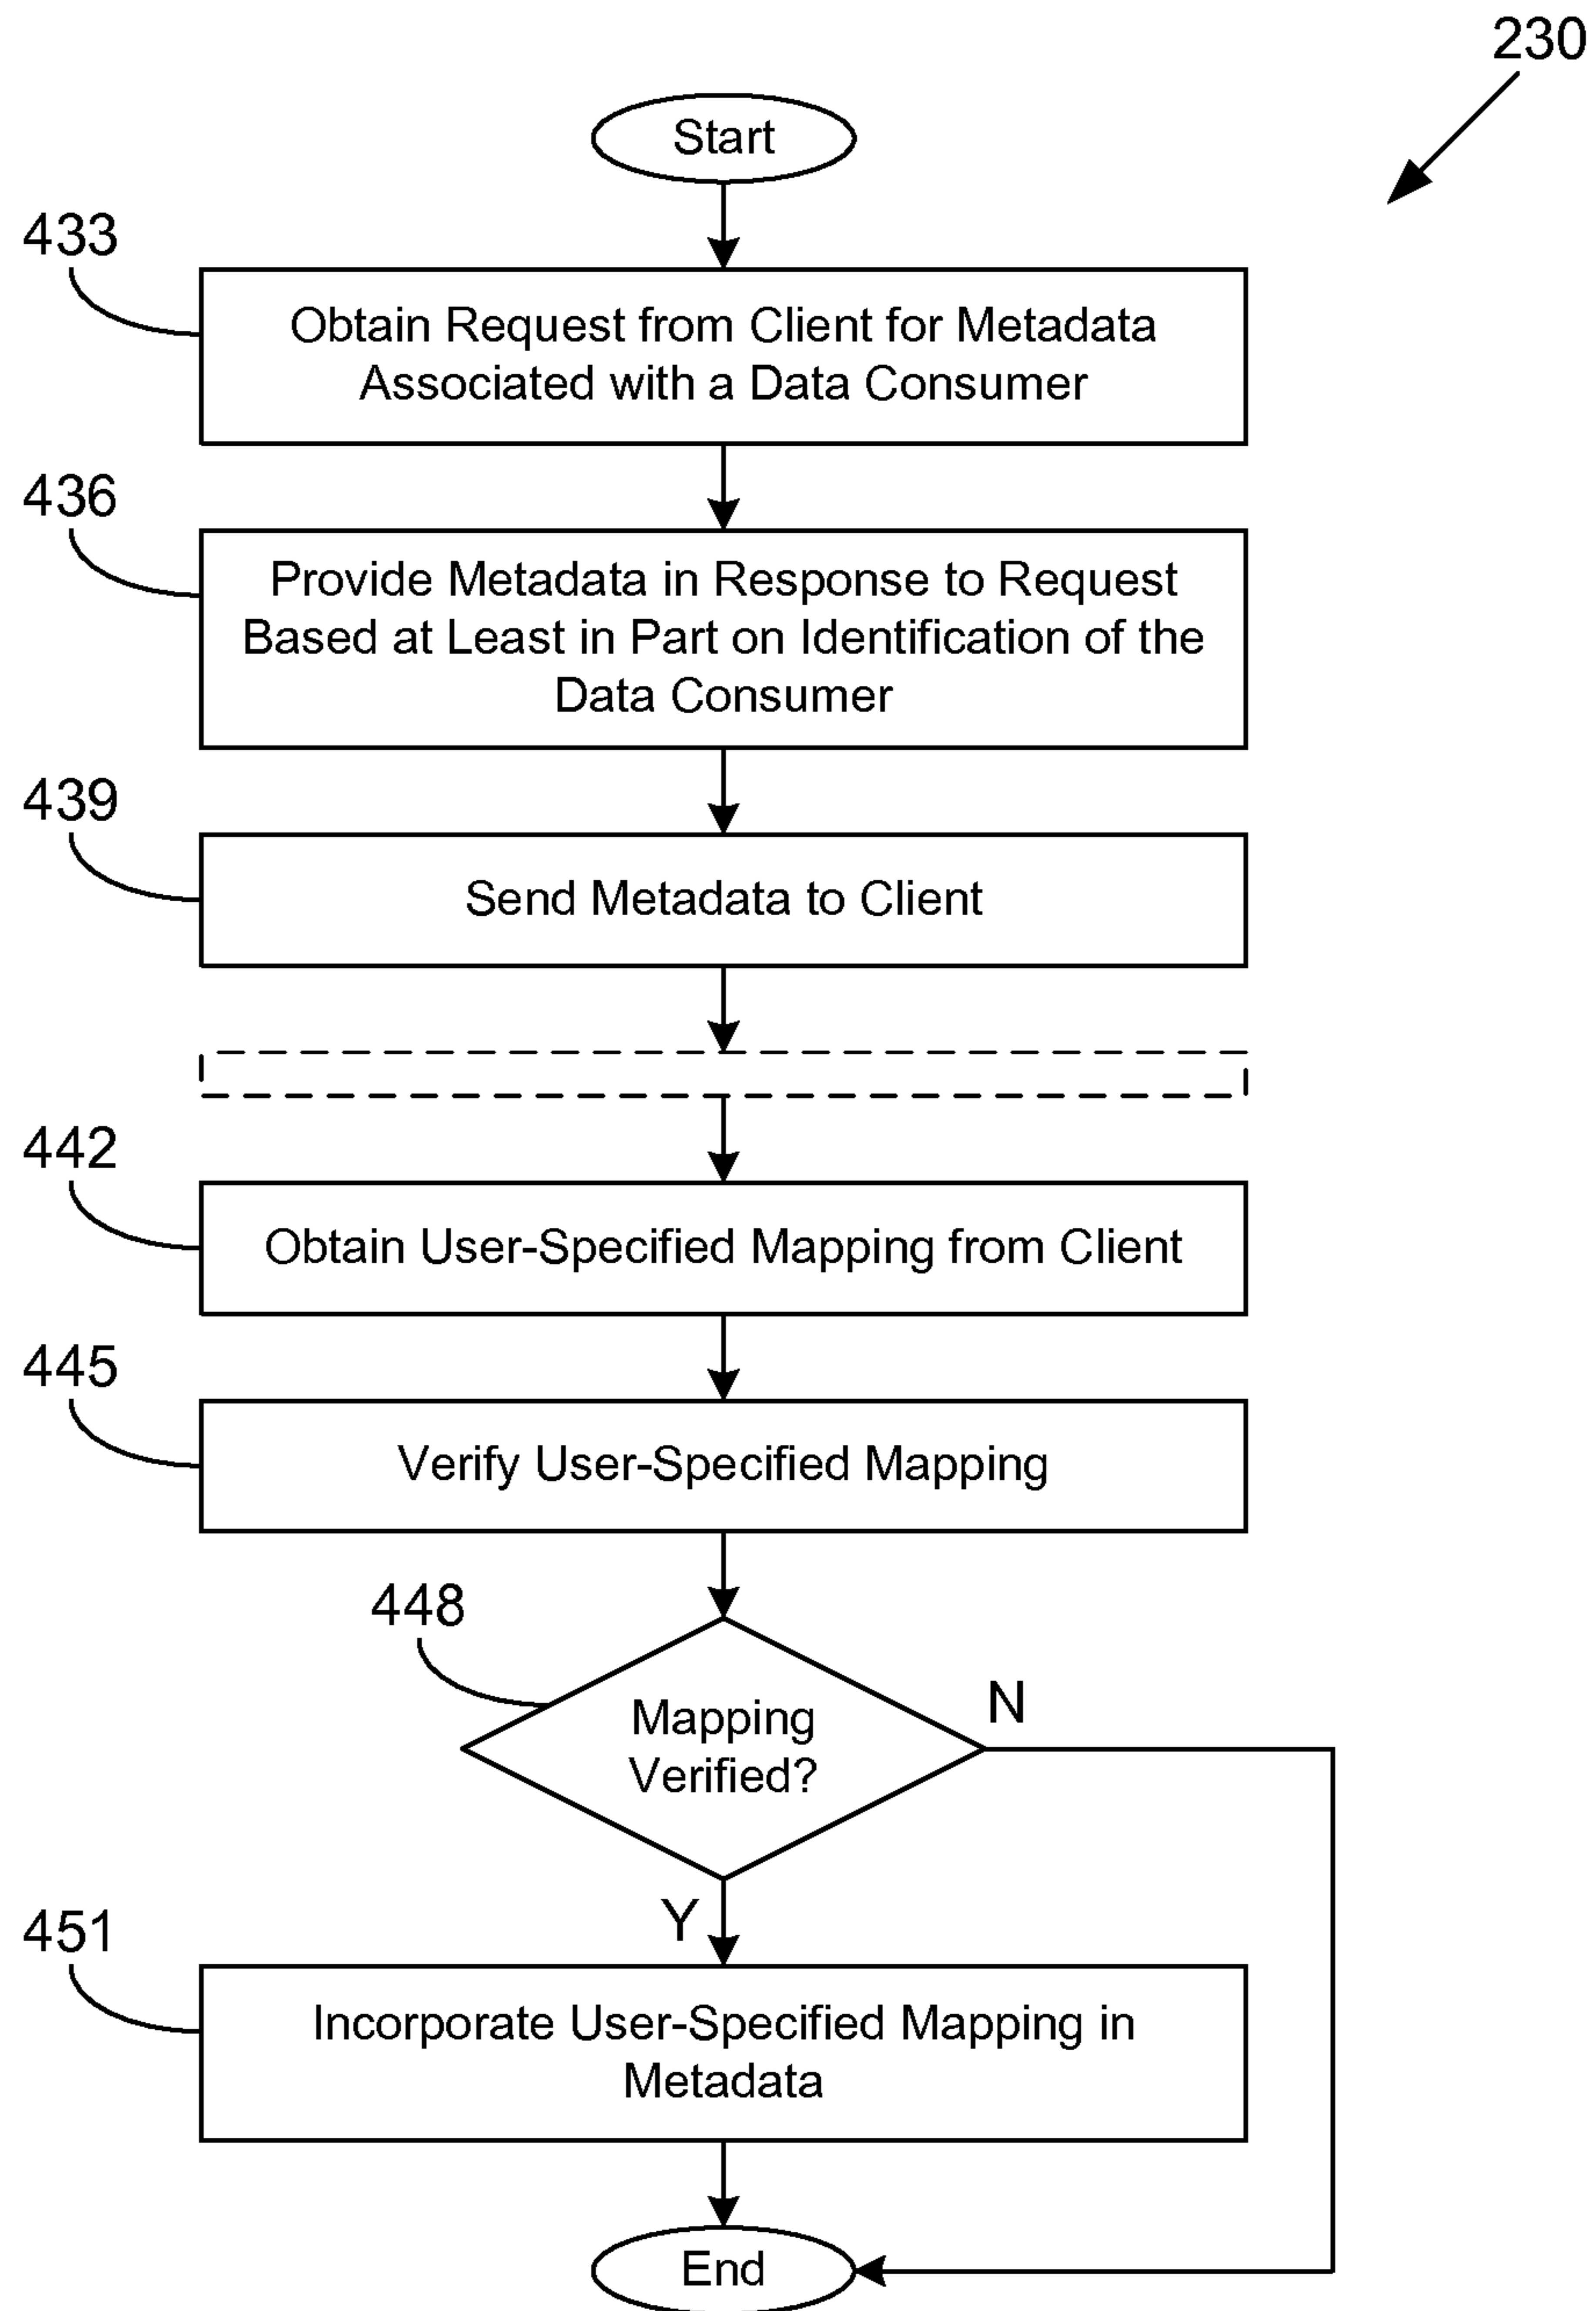 230
Start
433
Obtain Request from Client for Metadata
Associated with a Data Consumer
436
Provide Metadata in Response to Request
Based at Least in Part on Identification of the
Data Consumer
439
Send Metadata to Client
442
Obtain User-Specified Mapping from Client
445
Verify User-Specified Mapping
448
Mapping
Verified?
N
Y
451
Incorporate User-Specified Mapping in
Metadata
End